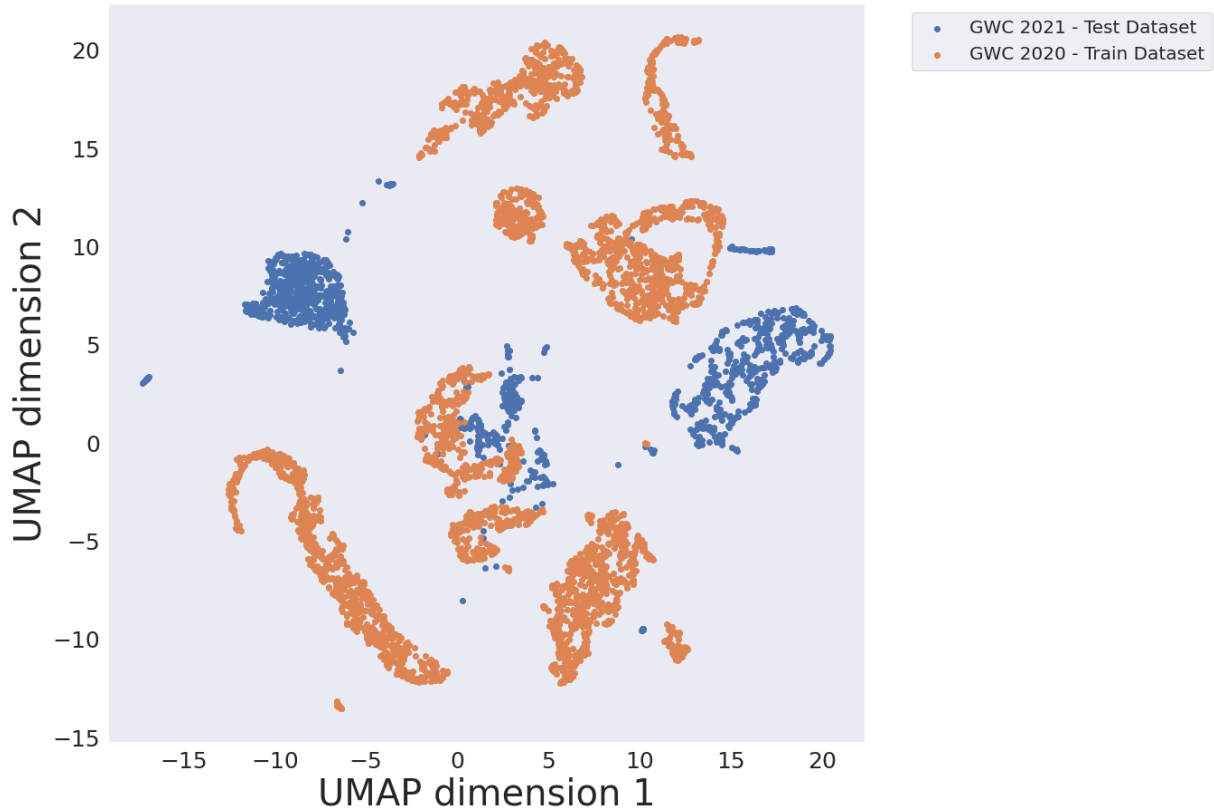 GWC 2021 - Test Dataset
GWC 2020 - Train Dataset
20
15
10
5
0
−5
−10
−15
UMAP dimension 2
−15 −10 −5 0 5 10 15 20
UMAP dimension 1